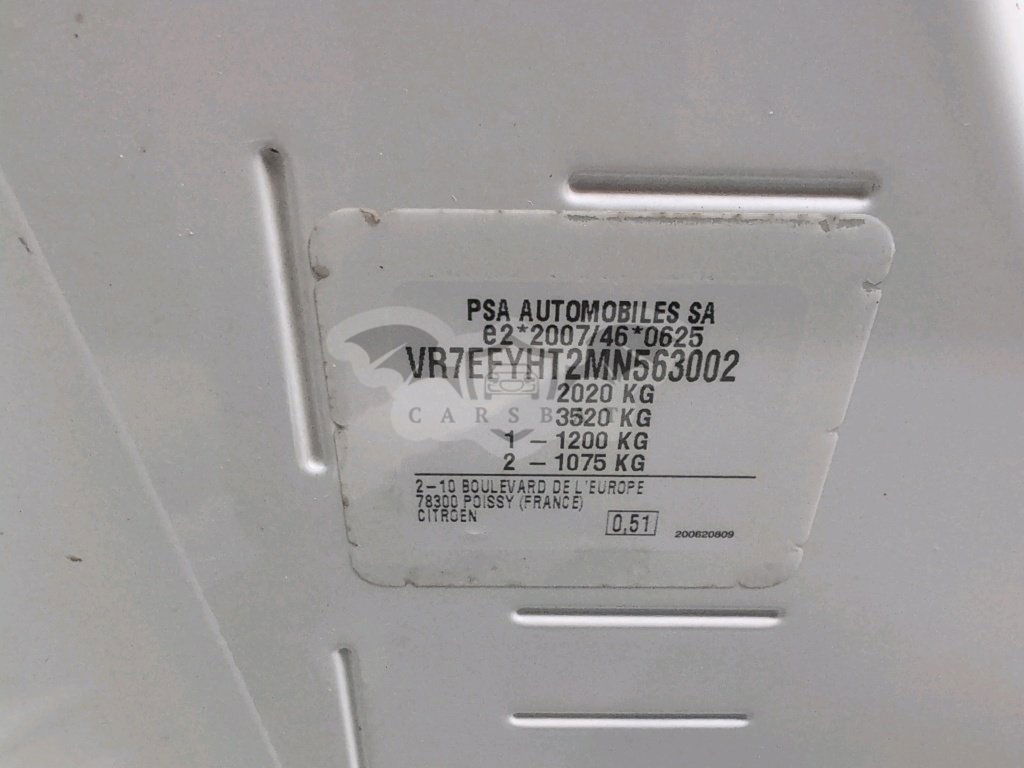 PSA AUTOMOBILES SA
e2*2007/46*0625
VR7EFYHT2MN563002
2020 KG
3520 KG
1 - 1200 KG
2 - 1075 KG
2-10 BOULEVARD DE L'EUROPE
78300 POISSY (FRANCE)
CITROEN
0,51
200620809